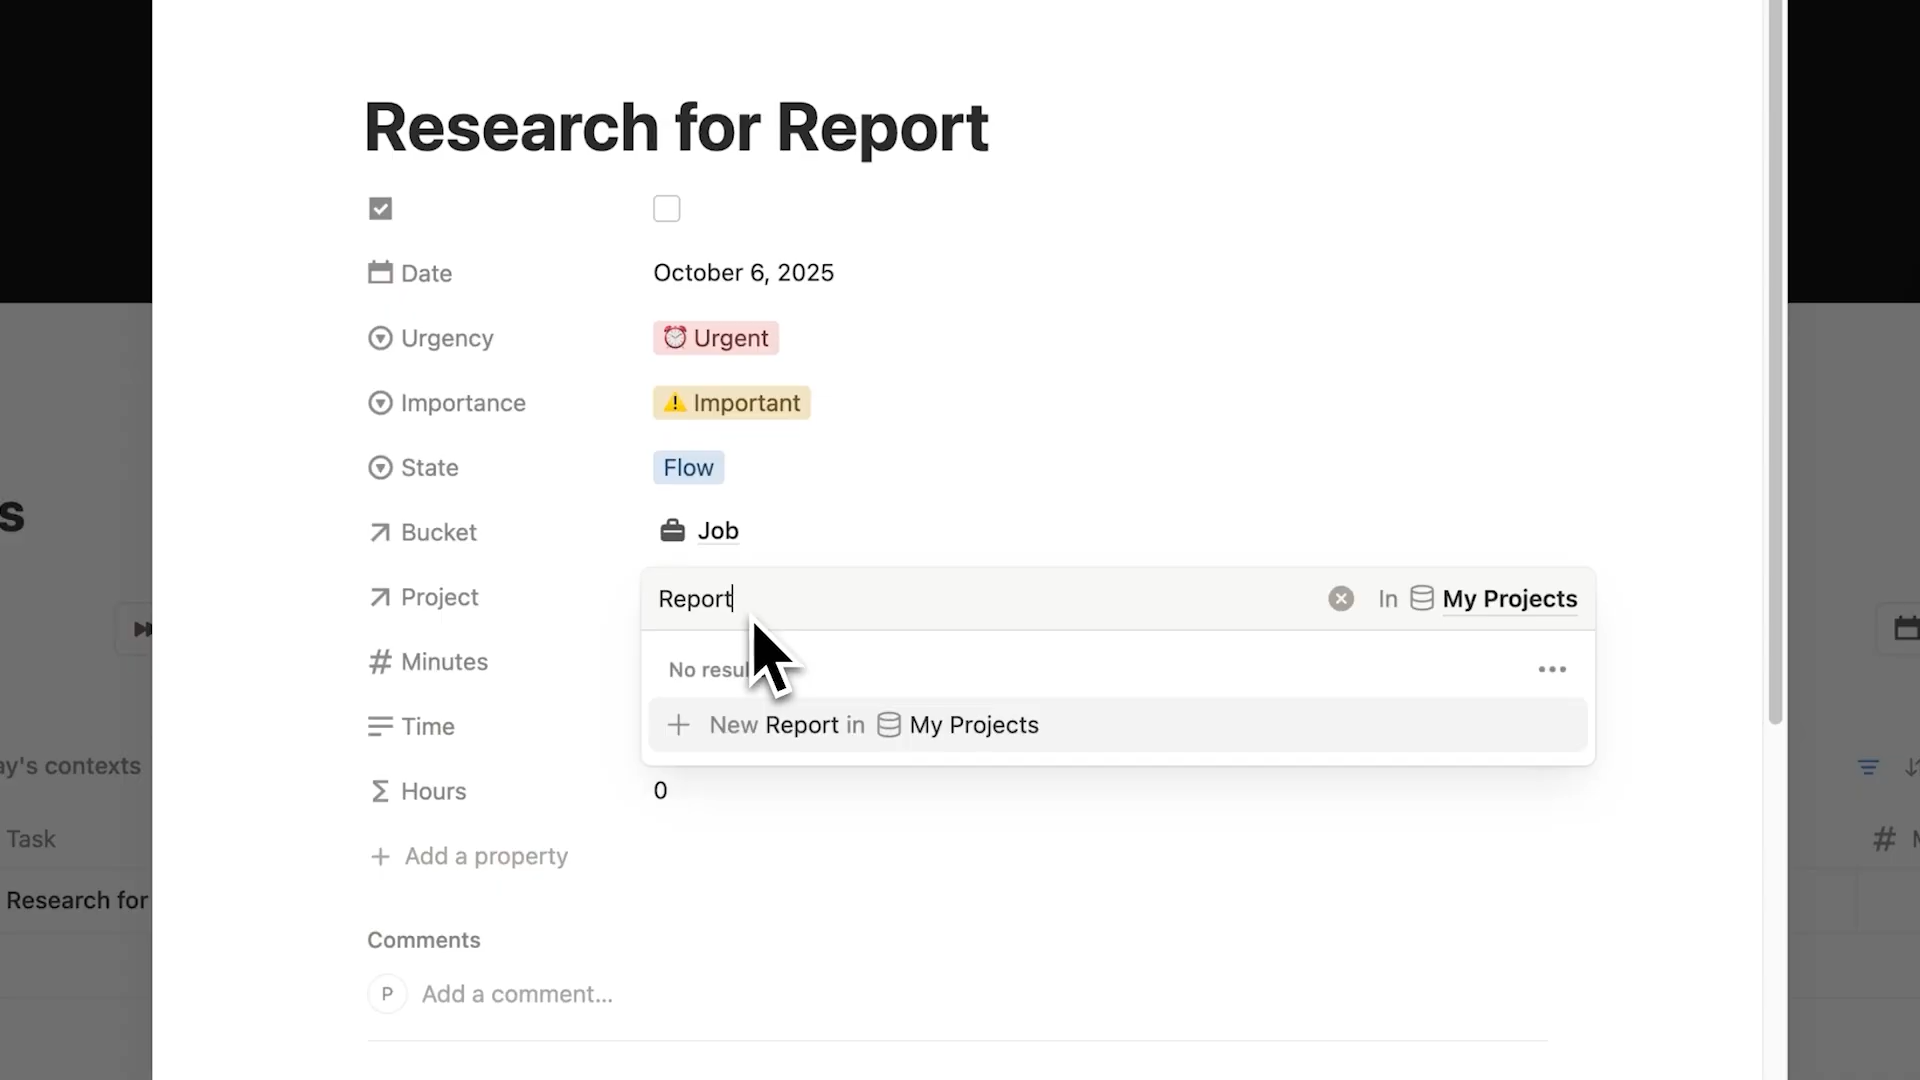 Research for Report
Date
October 6, 2025
Urgency
Urgent
Importance
Important
State
Flow
Bucket
Job
Project
Report
In My Projects
Minutes
No
New Report in My Projects
Time
Hours
0
Add a property
Comments
P
Add a comment...
s
ay's contexts
Task
Research for